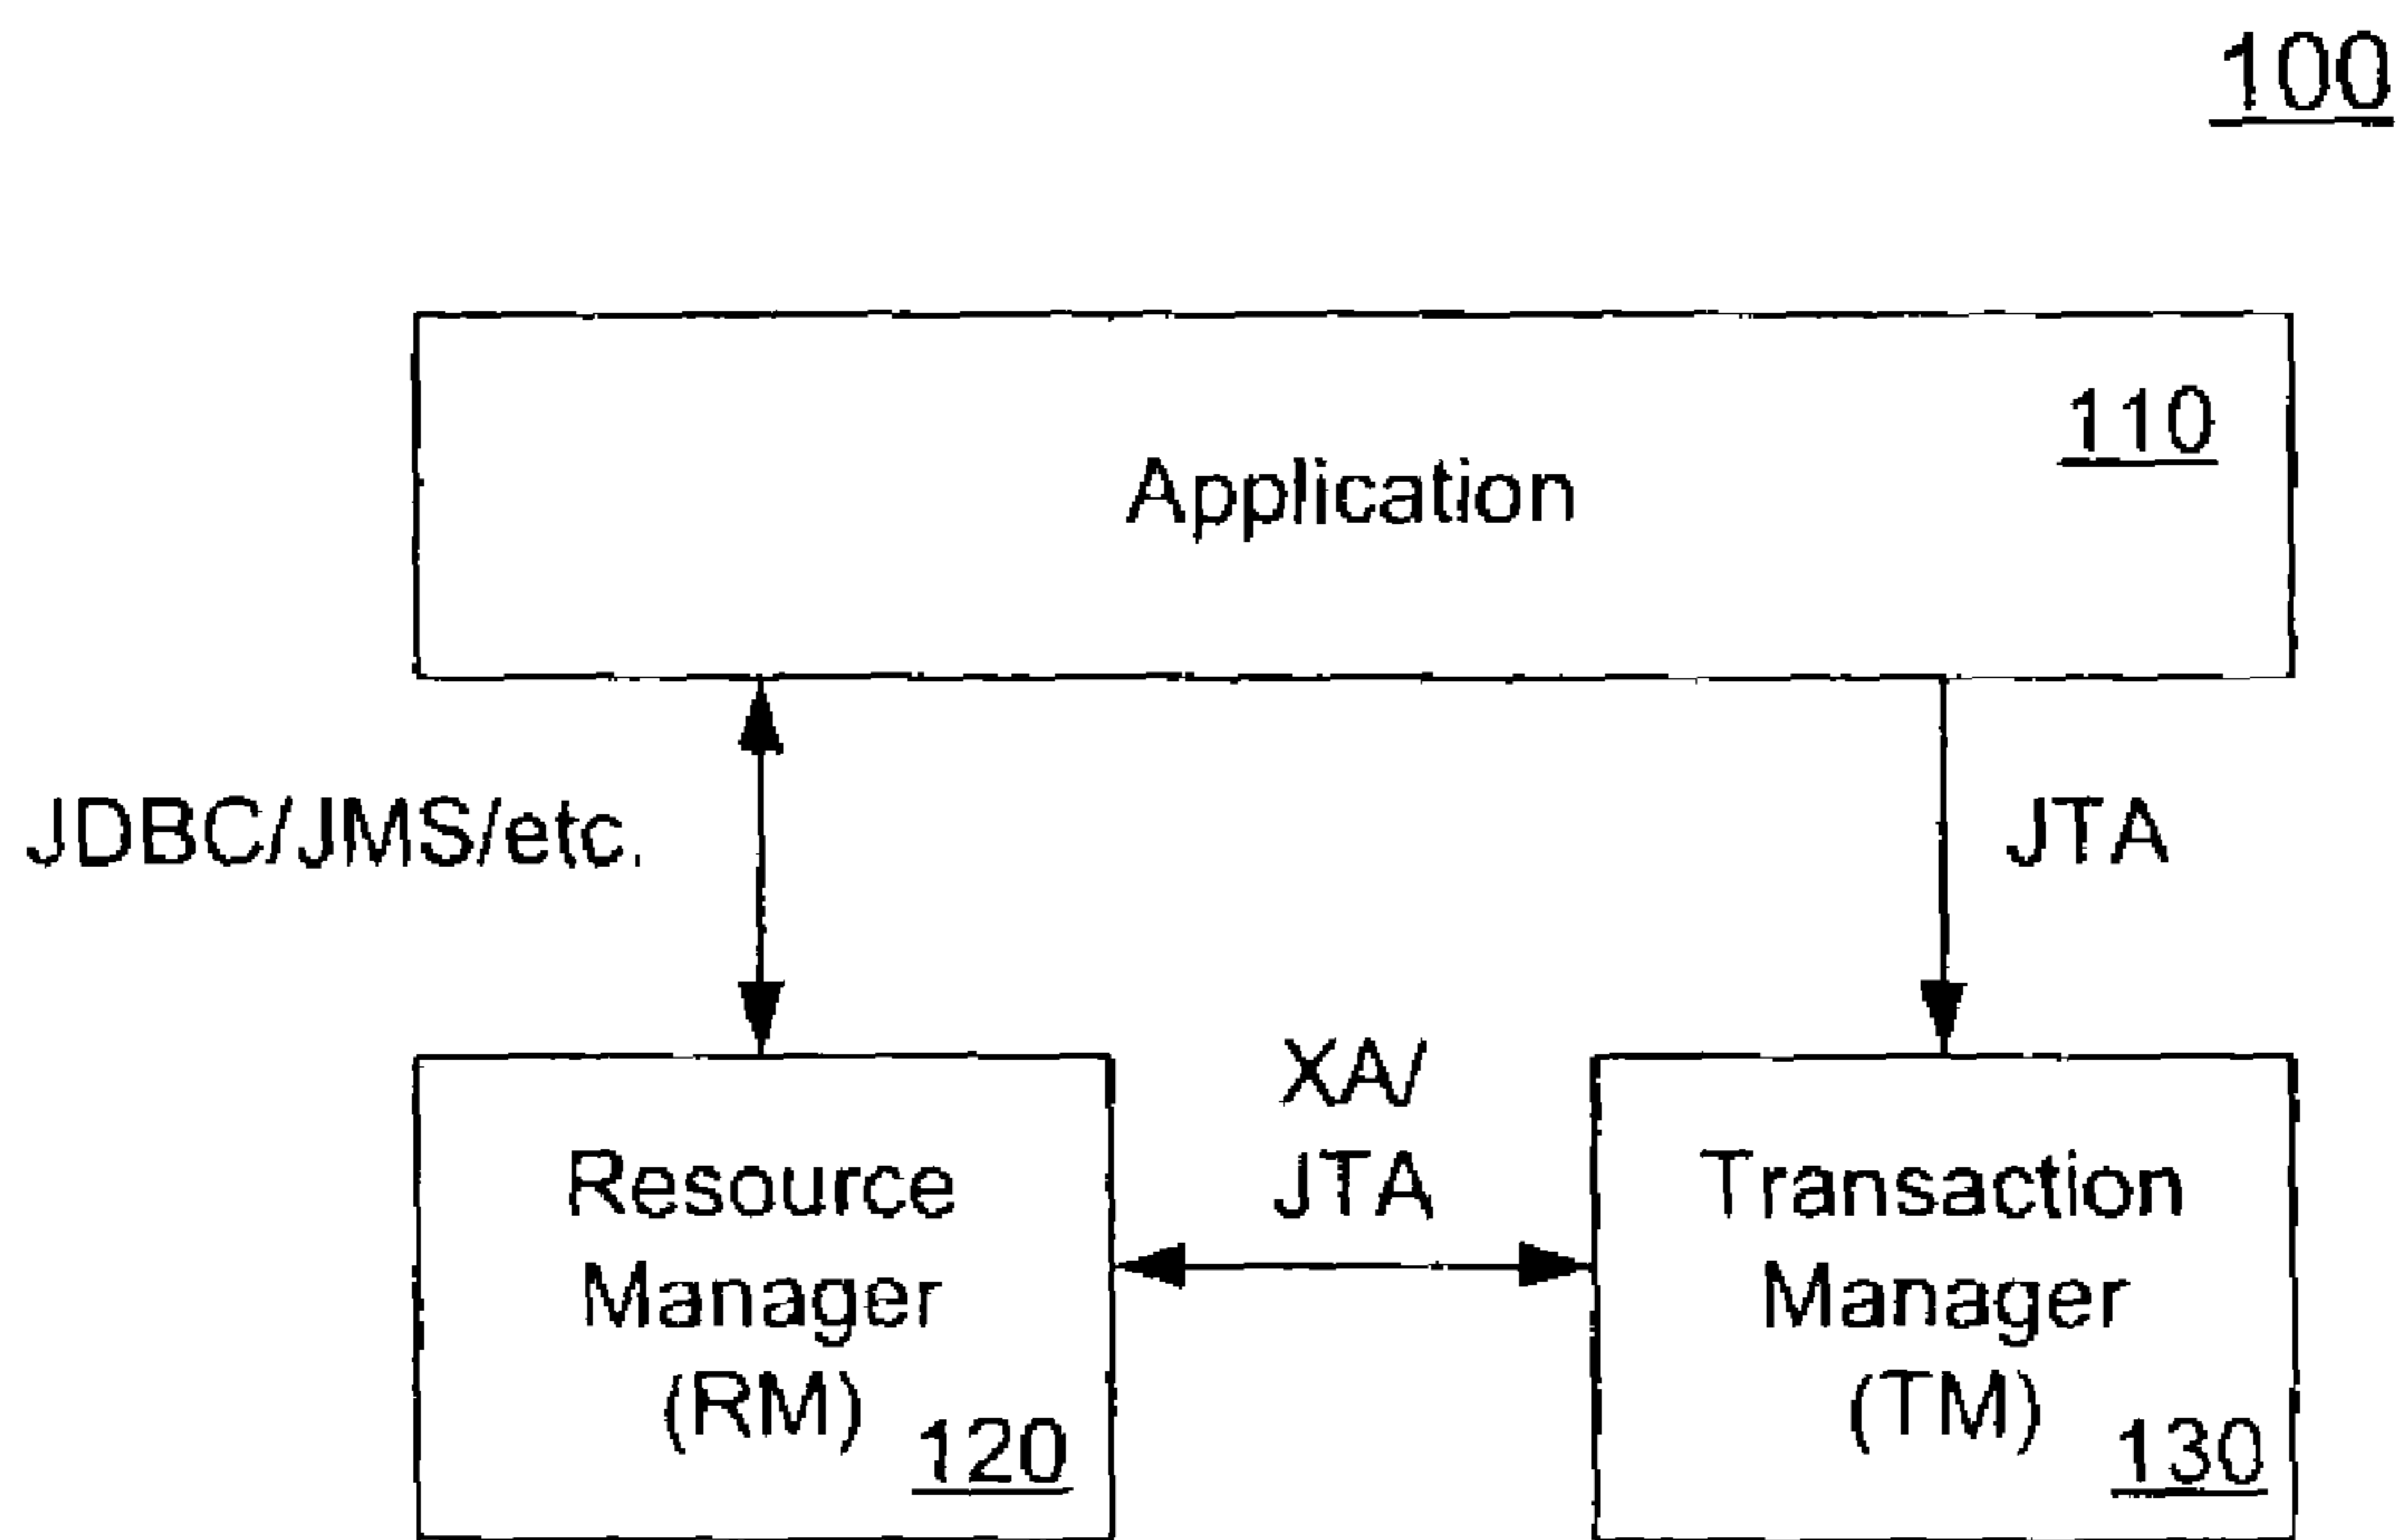 100
110
Application
JDBC/JMS/etc.
JTA
XA/
JTA
Resource
Manager
(RM)
120
Transaction
Manager
(TM)
130